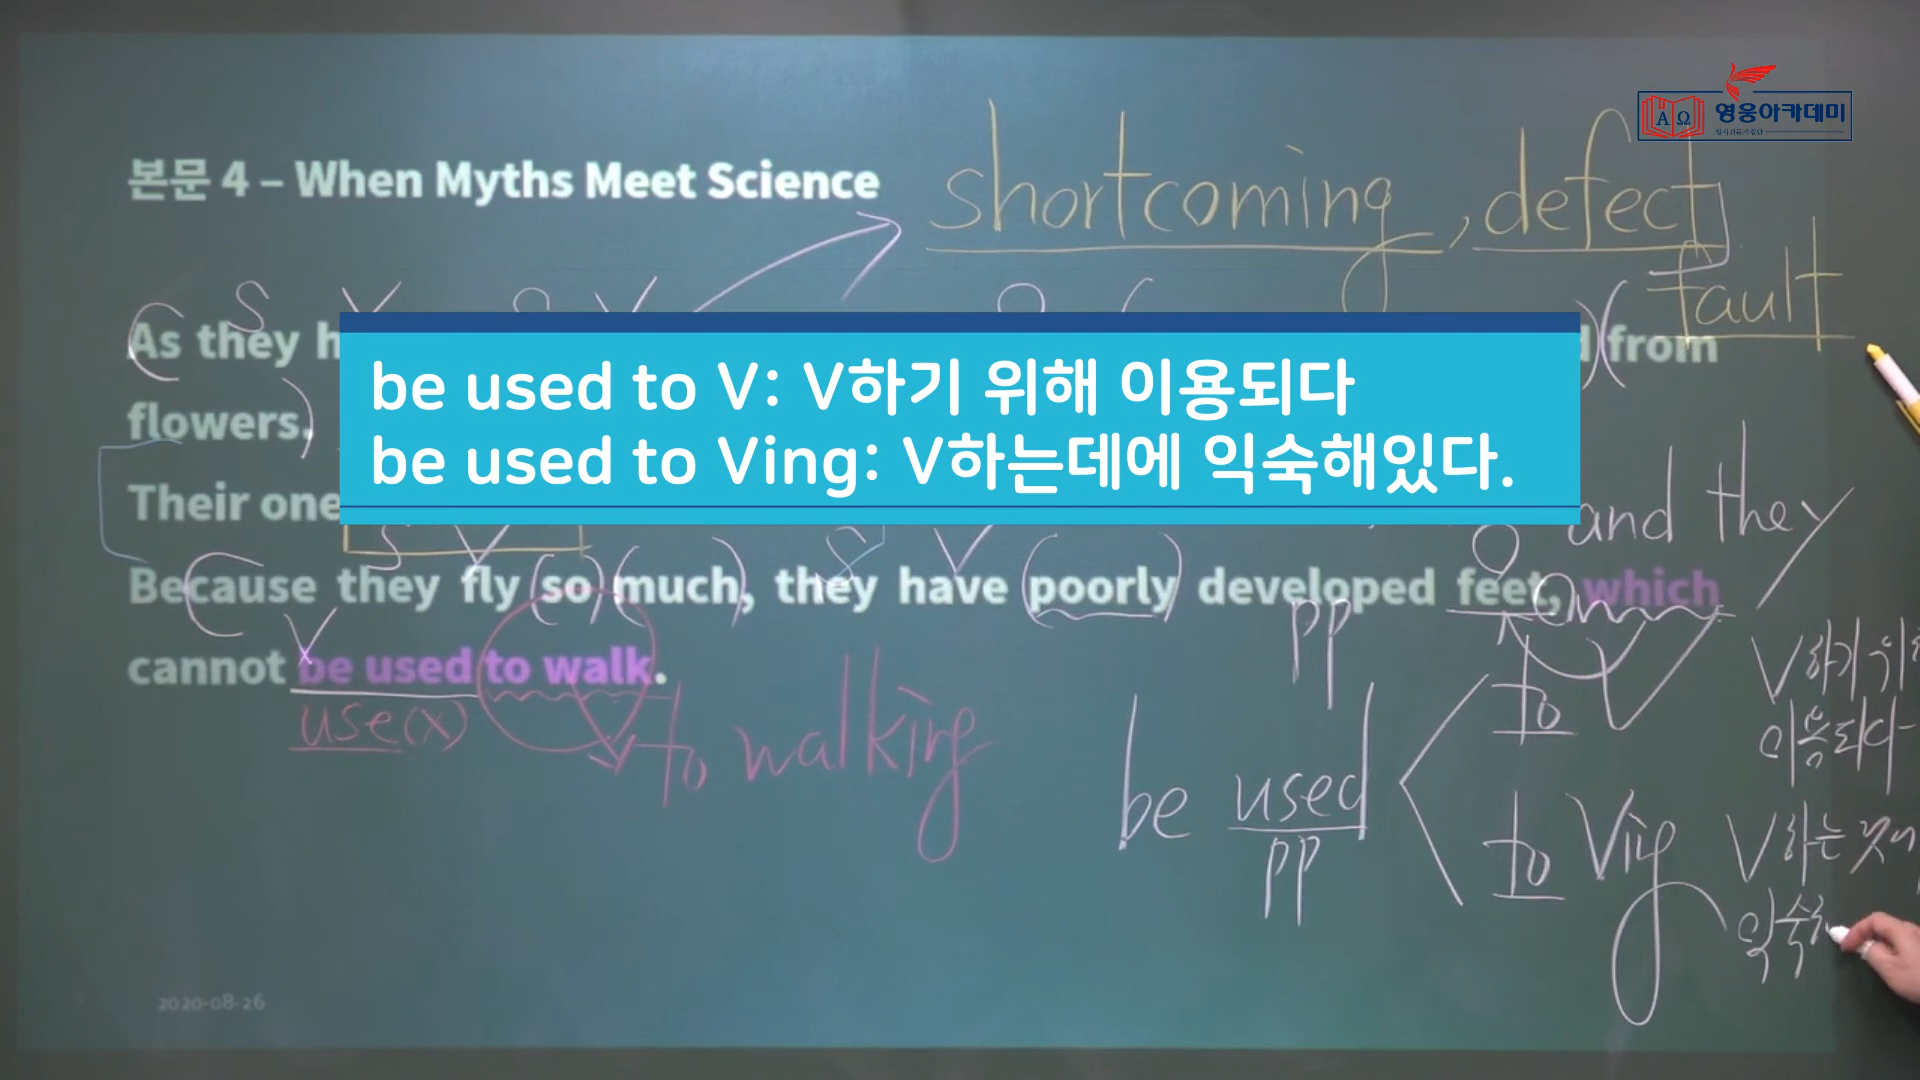 영웅아카데미
본문 4 – When Myths Meet Science
shortcoming, defect
fault
S V
As they
from
flowers.
be used to V: V하기 위해 이용되다
be used to Ving: V하는데에 익숙해있다.
Their one
and they
S V
S V O
Because they fly so much, they have poorly developed feet, which
pp
V
cannot be used to walk.
use(x)
to walking
to V
V하기 위
이용되다
be used
pp
to Ving
V하는 것에
익숙
2020-08-26